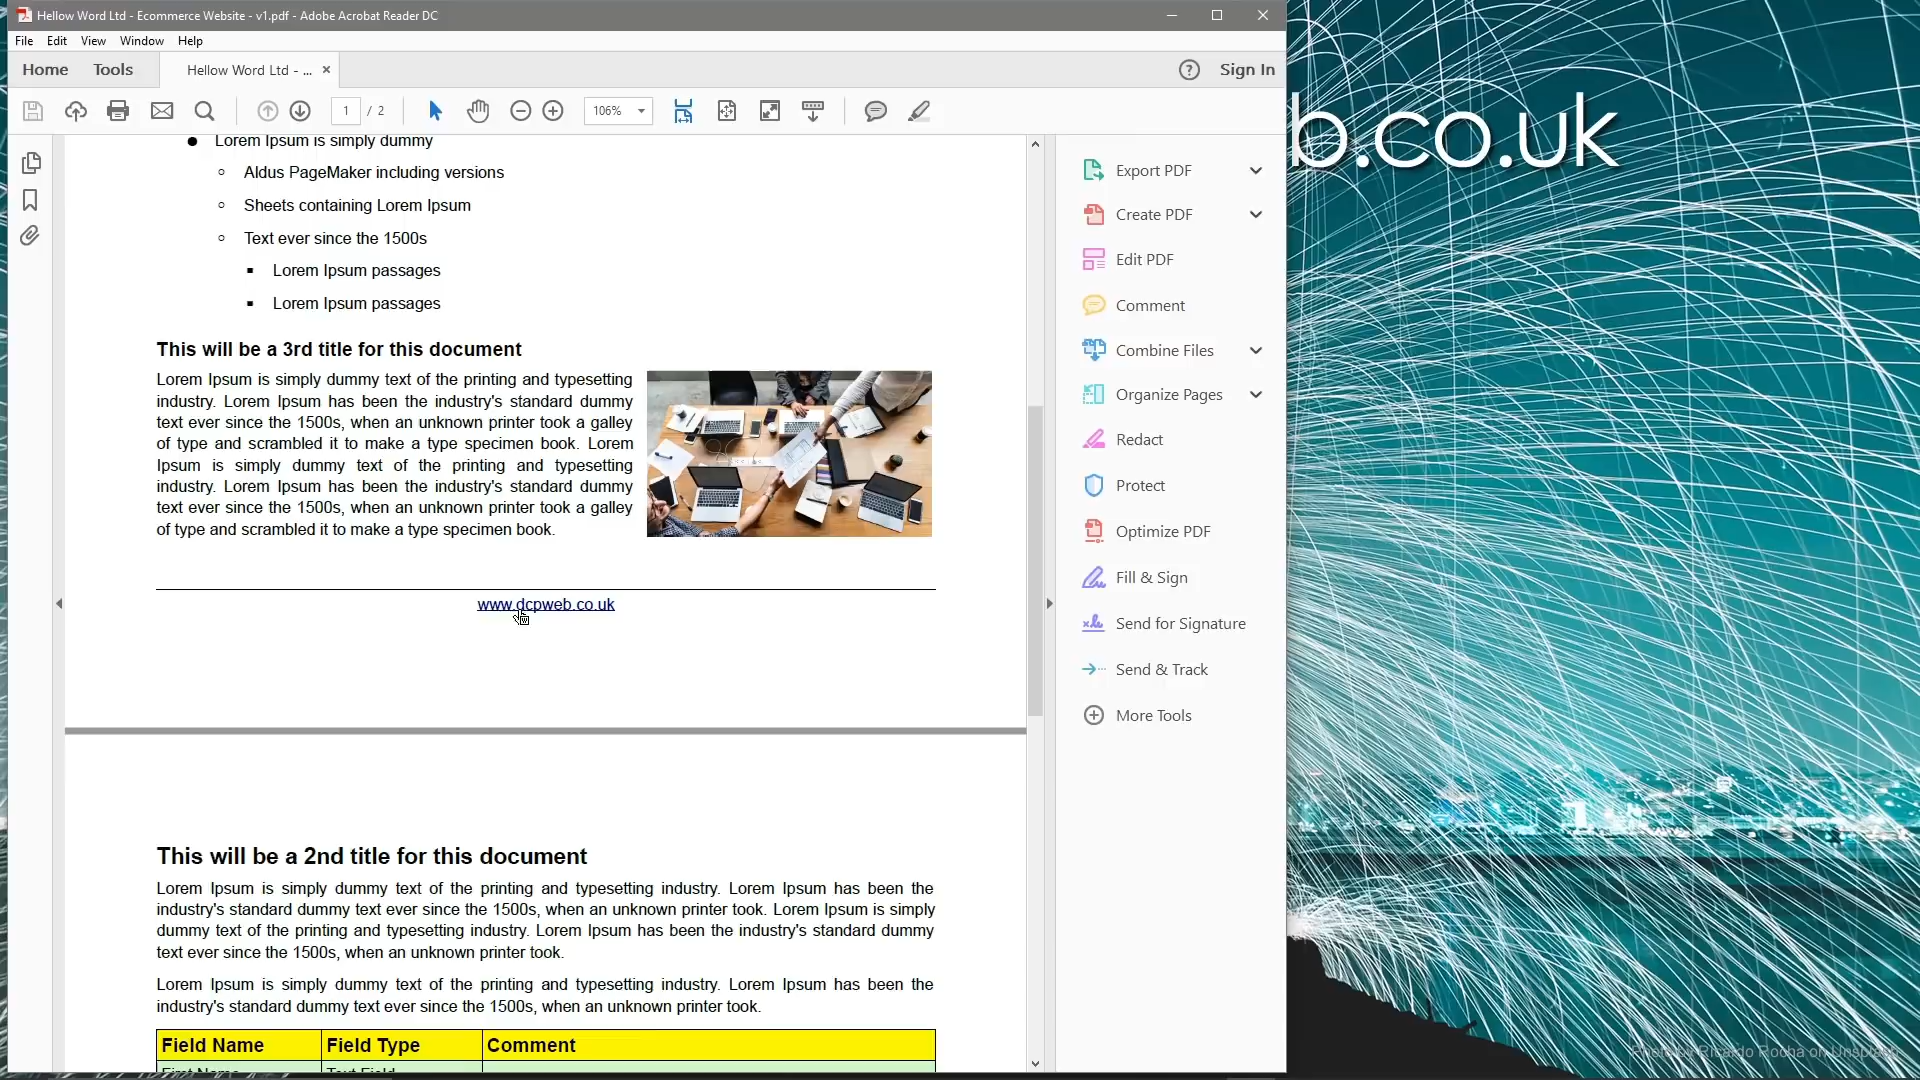 Hellow Word Ltd - Ecommerce Website - v1.pdf - Adobe Acrobat Reader DC
File Edit View Window Help
Home Tools Hellow Word Ltd - ... × ? Sign In
1 / 2 106%
Lorem Ipsum is simply dummy
Aldus PageMaker including versions
Sheets containing Lorem Ipsum
Text ever since the 1500s
Lorem Ipsum passages
Lorem Ipsum passages
This will be a 3rd title for this document
Lorem Ipsum is simply dummy text of the printing and typesetting
industry. Lorem Ipsum has been the industry's standard dummy
text ever since the 1500s, when an unknown printer took a galley
of type and scrambled it to make a type specimen book. Lorem
Ipsum is simply dummy text of the printing and typesetting
industry. Lorem Ipsum has been the industry's standard dummy
text ever since the 1500s, when an unknown printer took a galley
of type and scrambled it to make a type specimen book.
www.dcpweb.co.uk
This will be a 2nd title for this document
Lorem Ipsum is simply dummy text of the printing and typesetting industry. Lorem Ipsum has been the
industry's standard dummy text ever since the 1500s, when an unknown printer took. Lorem Ipsum is simply
dummy text of the printing and typesetting industry. Lorem Ipsum has been the industry's standard dummy
text ever since the 1500s, when an unknown printer took.
Lorem Ipsum is simply dummy text of the printing and typesetting industry. Lorem Ipsum has been the
industry's standard dummy text ever since the 1500s, when an unknown printer took.
Field Name Field Type Comment
First Name Text Field
Export PDF
Create PDF
Edit PDF
Comment
Combine Files
Organize Pages
Redact
Protect
Optimize PDF
Fill & Sign
Send for Signature
Send & Track
More Tools
b.co.uk
Photo by Ricardo Rocha on Unsplash